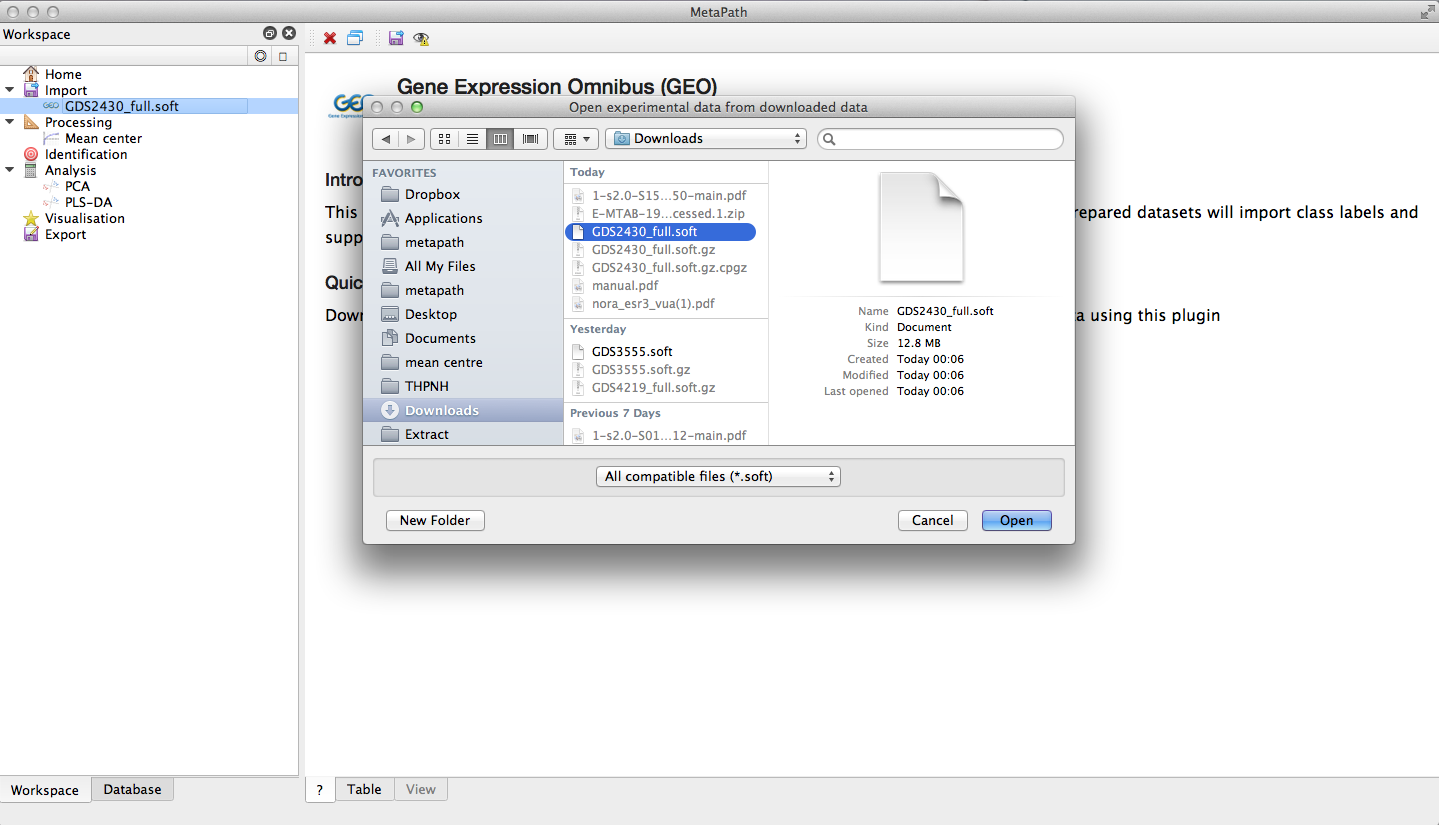 MetaPath
Workspace
Home
Import
GEO GDS2430_full.soft
Processing
Mean center
Identification
Analysis
PCA
PLS-DA
Visualisation
Export
Gene Expression Omnibus (GEO)
GEO
Gene Expression
Intro
This
repared datasets will import class labels and
supp
Quic
Down
ta using this plugin
Open experimental data from downloaded data
Downloads
FAVORITES
Dropbox
Applications
metapath
All My Files
metapath
Desktop
Documents
mean centre
THPNH
Downloads
Extract
Today
1-s2.0-S15...50-main.pdf
E-MTAB-19...cessed.1.zip
GDS2430_full.soft
GDS2430_full.soft.gz
GDS2430_full.soft.gz.cpgz
manual.pdf
nora_esr3_vua(1).pdf
Yesterday
GDS3555.soft
GDS3555.soft.gz
GDS4219_full.soft.gz
Previous 7 Days
1-s2.0-S01...12-main.pdf
Name GDS2430_full.soft
Kind Document
Size 12.8 MB
Created Today 00:06
Modified Today 00:06
Last opened Today 00:06
All compatible files (*.soft)
New Folder
Cancel
Open
Workspace
Database
?
Table
View